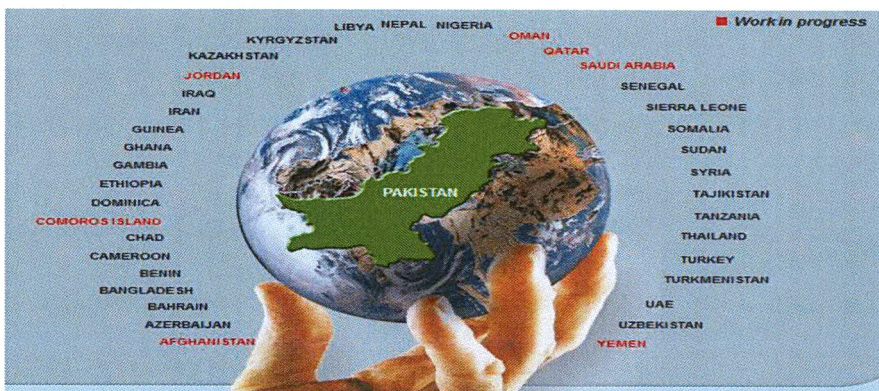 LIBYA NEPAL NIGERIA
Work in progress
KYRGYZSTAN
OMAN
KAZAKHSTAN
QATAR
JORDAN
SAUDI ARABIA
IRAQ
SENEGAL
IRAN
SIERRA LEONE
GUINEA
SOMALIA
GHANA
SUDAN
GAMBIA
SYRIA
ETHIOPIA
PAKISTAN
TAJIKISTAN
DOMINICA
TANZANIA
COMOROS ISLAND
THAILAND
CHAD
CAMEROON
TURKEY
BENIN
TURKMENISTAN
BANGLADESH
BAHRAIN
UAE
AZERBAIJAN
UZBEKISTAN
AFGHANISTAN
YEMEN